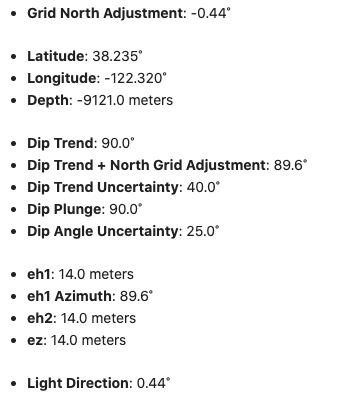 • Grid North Adjustment: -0.44˚
• Latitude: 38.235˚
• Longitude: -122.320˚
• Depth: -9121.0 meters
• Dip Trend: 90.0˚
• Dip Trend + North Grid Adjustment: 89.6˚
• Dip Trend Uncertainty: 40.0˚
• Dip Plunge: 90.0˚
• Dip Angle Uncertainty: 25.0˚
• eh1: 14.0 meters
• eh1 Azimuth: 89.6˚
• eh2: 14.0 meters
• ez: 14.0 meters
• Light Direction: 0.44˚